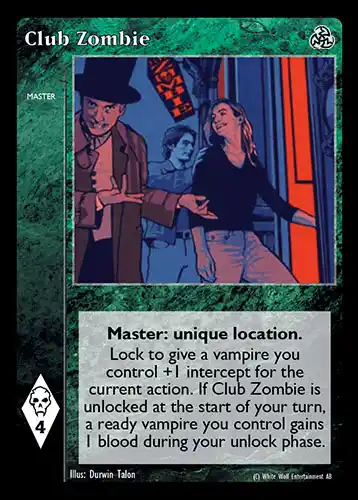 Club Zombie
MASTER
ZOMBIE
Master: unique location.
Lock to give a vampire you
control +1 intercept for the
current action. If Club Zombie is
unlocked at the start of your turn,
a ready vampire you control gains
1 blood during your unlock phase.
4
Illus: Durwin Talon
(C) White Wolf Entertainment AB